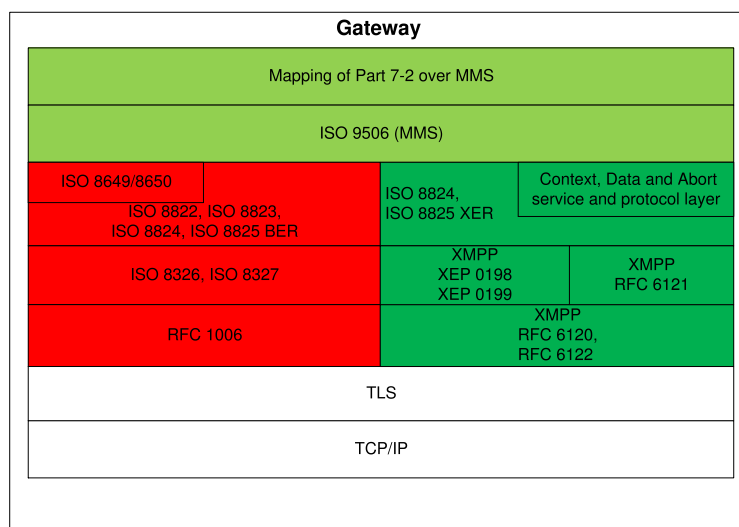 Gateway
Mapping of Part 7-2 over MMS
ISO 9506 (MMS)
ISO 8649/8650
ISO 8822, ISO 8823,
ISO 8824, ISO 8825 BER
ISO 8824,
ISO 8825 XER
Context, Data and Abort
service and protocol layer
ISO 8326, ISO 8327
XMPP
XEP 0198
XEP 0199
XMPP
RFC 6121
RFC 1006
XMPP
RFC 6120,
RFC 6122
TLS
TCP/IP